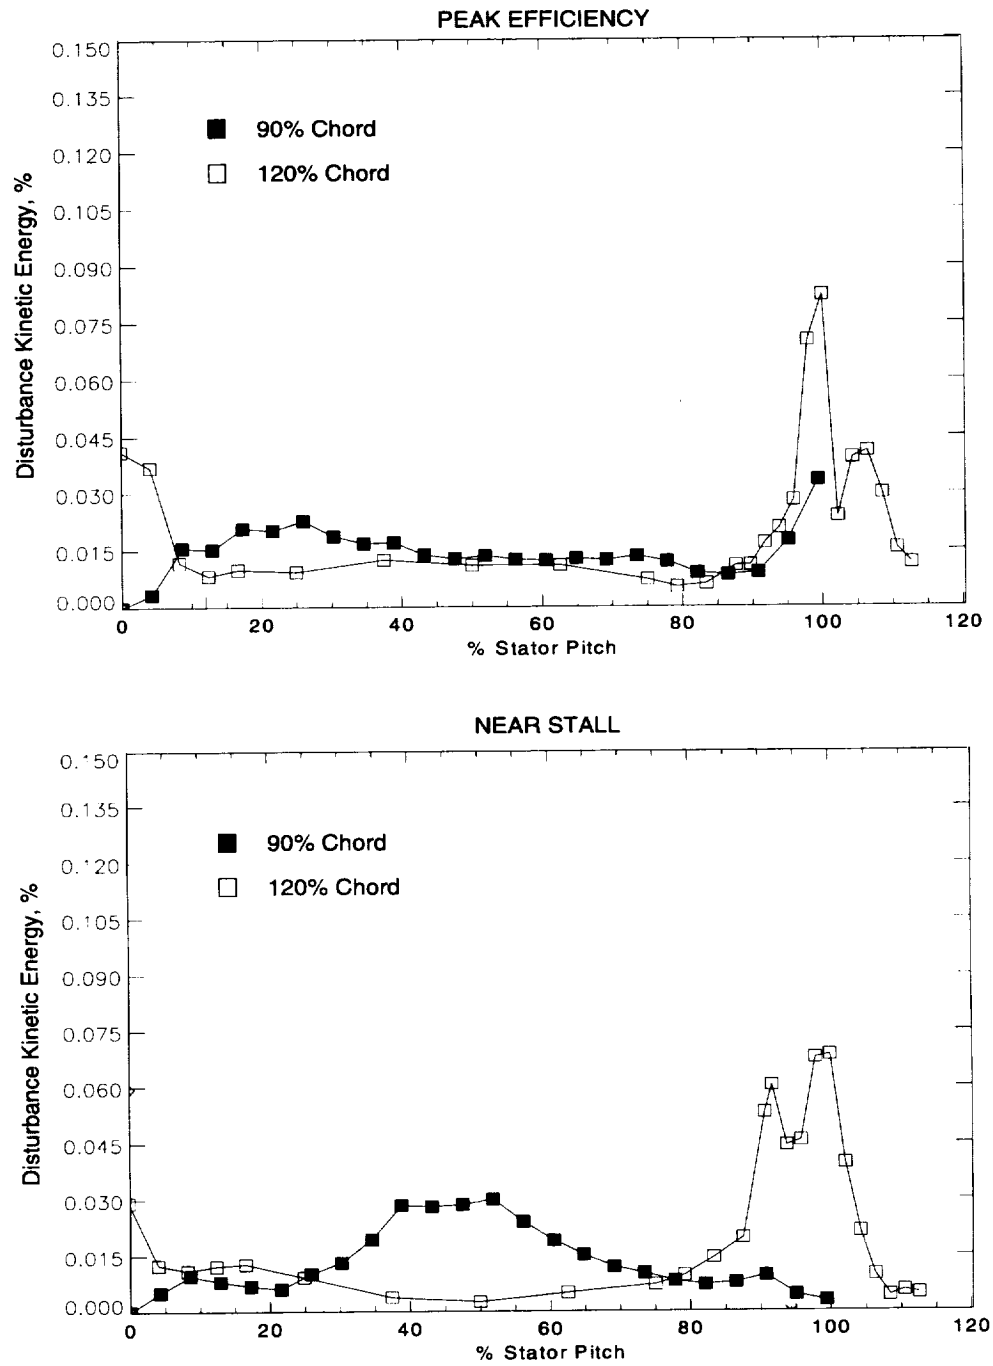 PEAK EFFICIENCY
0.150
0.135
0.120
0.105
0.090
0.075
0.060
0.045
0.030
0.015
0.000
Disturbance Kinetic Energy, %
90% Chord
120% Chord
0 20 40 60 80 100 120
% Stator Pitch
NEAR STALL
0.150
0.135
0.120
0.105
0.090
0.075
0.060
0.045
0.030
0.015
0.000
Disturbance Kinetic Energy, %
90% Chord
120% Chord
0 20 40 60 80 100 120
% Stator Pitch